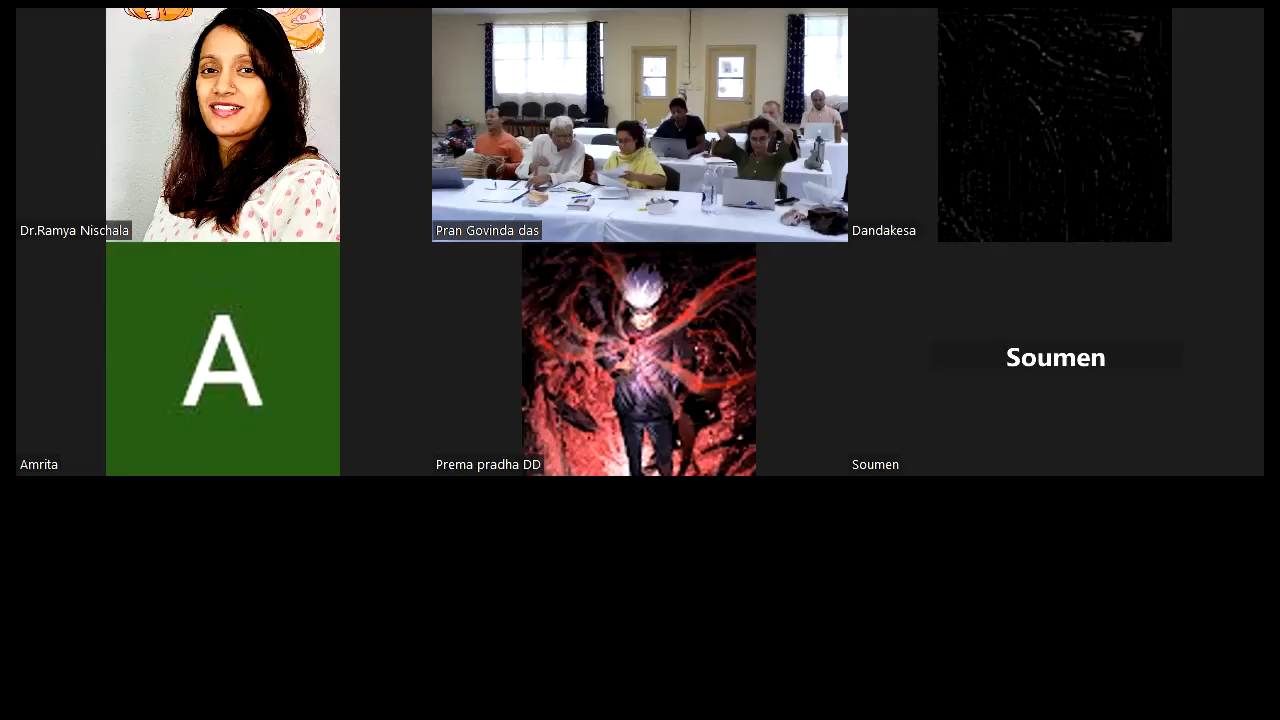 Dr.Ramya Nischala
Pran Govinda das
Dandakesa
A
Soumen
Amrita
Prema pradha DD
Soumen